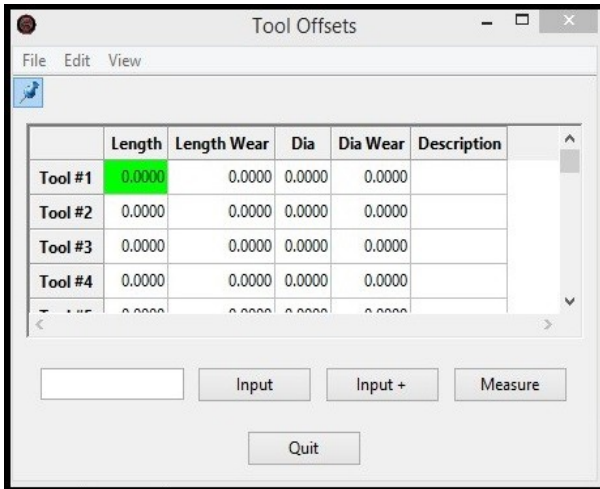 Tool Offsets
File Edit View
Length Length Wear Dia Dia Wear Description
Tool #1 0.0000 0.0000 0.0000 0.0000
Tool #2 0.0000 0.0000 0.0000 0.0000
Tool #3 0.0000 0.0000 0.0000 0.0000
Tool #4 0.0000 0.0000 0.0000 0.0000
Input Input + Measure
Quit